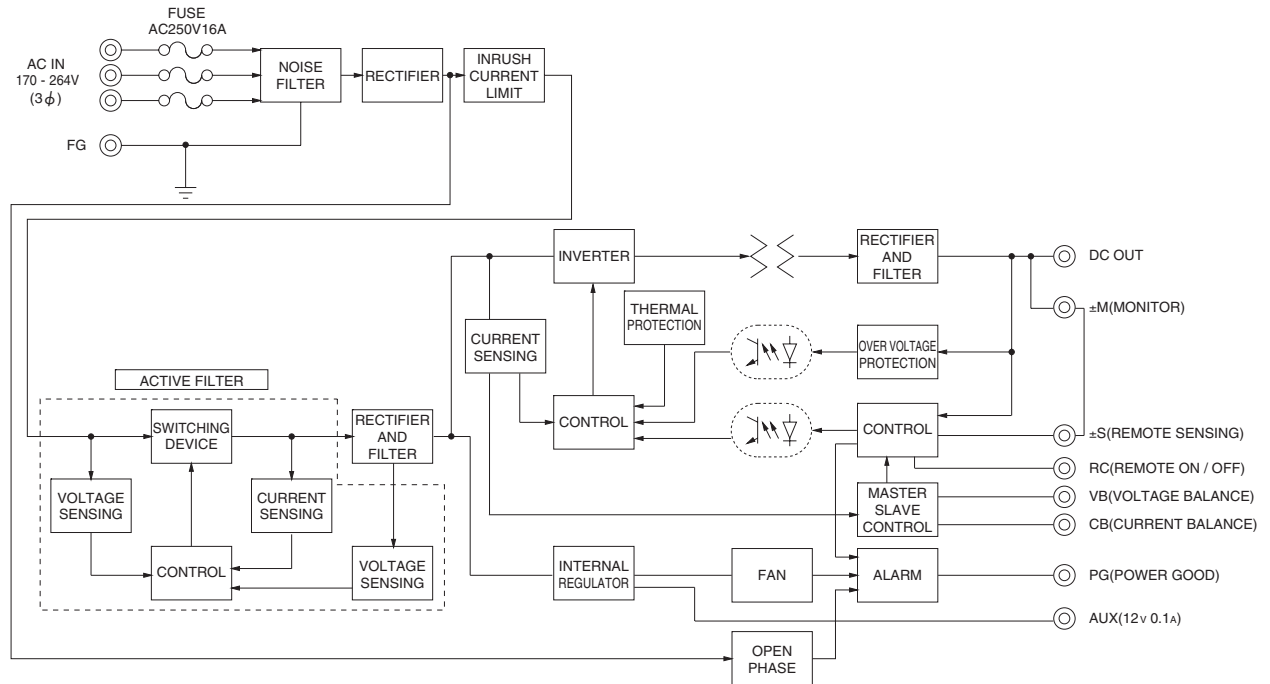 FUSE
AC250V16A
AC IN
170 - 264V
(3ϕ)
NOISE
FILTER
RECTIFIER
INRUSH
CURRENT
LIMIT
FG
INVERTER
RECTIFIER
AND
FILTER
DC OUT
THERMAL
PROTECTION
±M(MONITOR)
CURRENT
SENSING
OVER VOLTAGE
PROTECTION
ACTIVE FILTER
SWITCHING
DEVICE
RECTIFIER
AND
FILTER
CONTROL
CONTROL
±S(REMOTE SENSING)
RC(REMOTE ON / OFF)
VOLTAGE
SENSING
CURRENT
SENSING
MASTER
SLAVE
CONTROL
VB(VOLTAGE BALANCE)
CB(CURRENT BALANCE)
CONTROL
VOLTAGE
SENSING
INTERNAL
REGULATOR
FAN
ALARM
PG(POWER GOOD)
AUX(12V 0.1A)
OPEN
PHASE